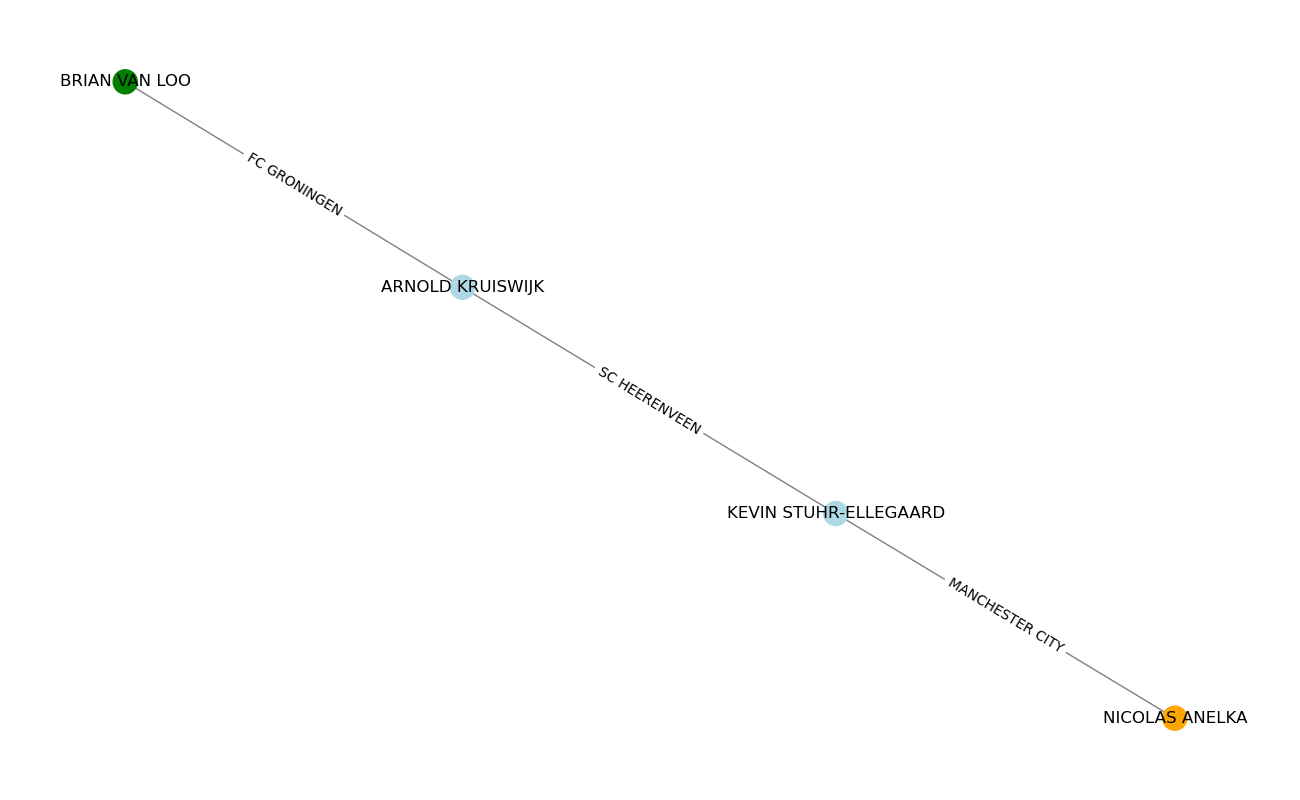 BRIAN VAN LOO
FC GRONINGEN
ARNOLD KRUISWIJK
SC HEERENVEEN
KEVIN STUHR-ELLEGAARD
MANCHESTER CITY
NICOLAS ANELKA